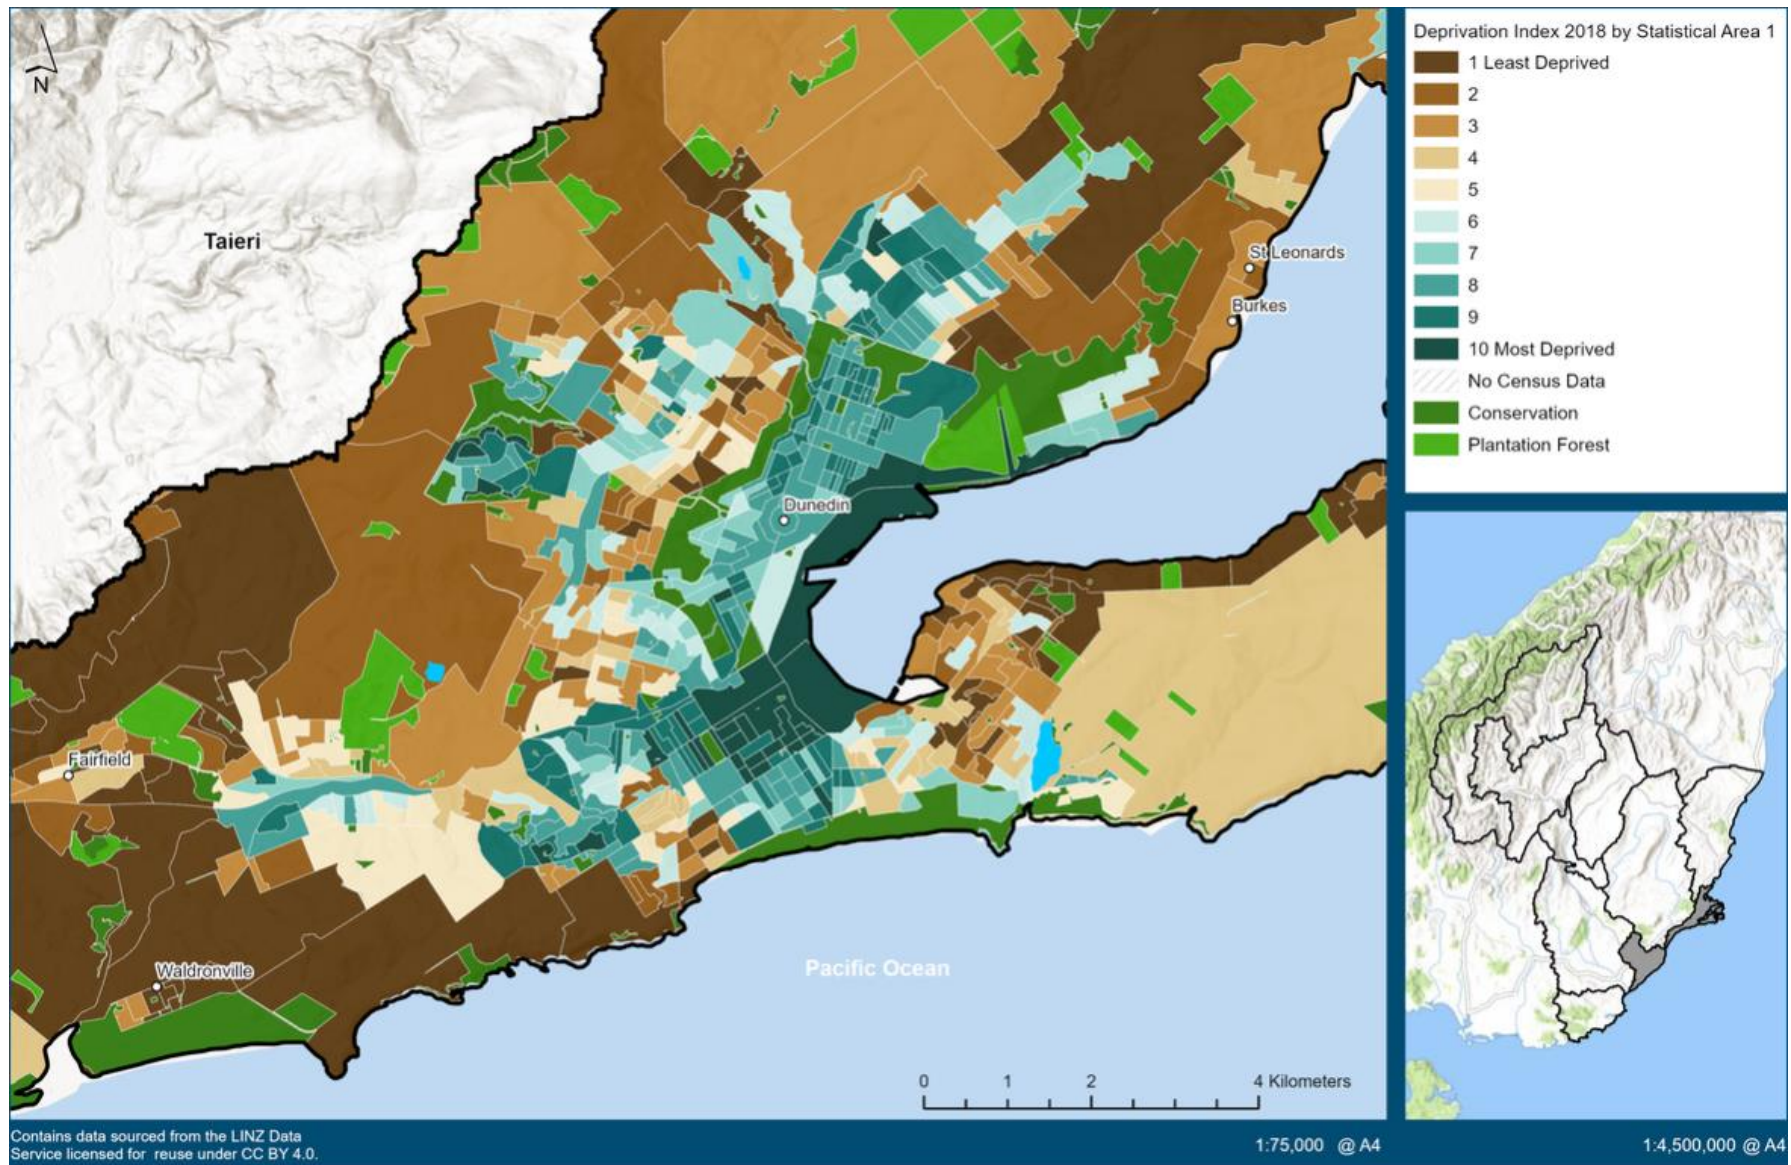 N
Taieri
St Leonards
Burkes
Dunedin
Fairfield
Waldronville
Pacific Ocean
0 1 2 4 Kilometers
Contains data sourced from the LINZ Data
Service licensed for reuse under CC BY 4.0.
1:75,000 @ A4
Deprivation Index 2018 by Statistical Area 1
1 Least Deprived
2
3
4
5
6
7
8
9
10 Most Deprived
No Census Data
Conservation
Plantation Forest
1:4,500,000 @ A4